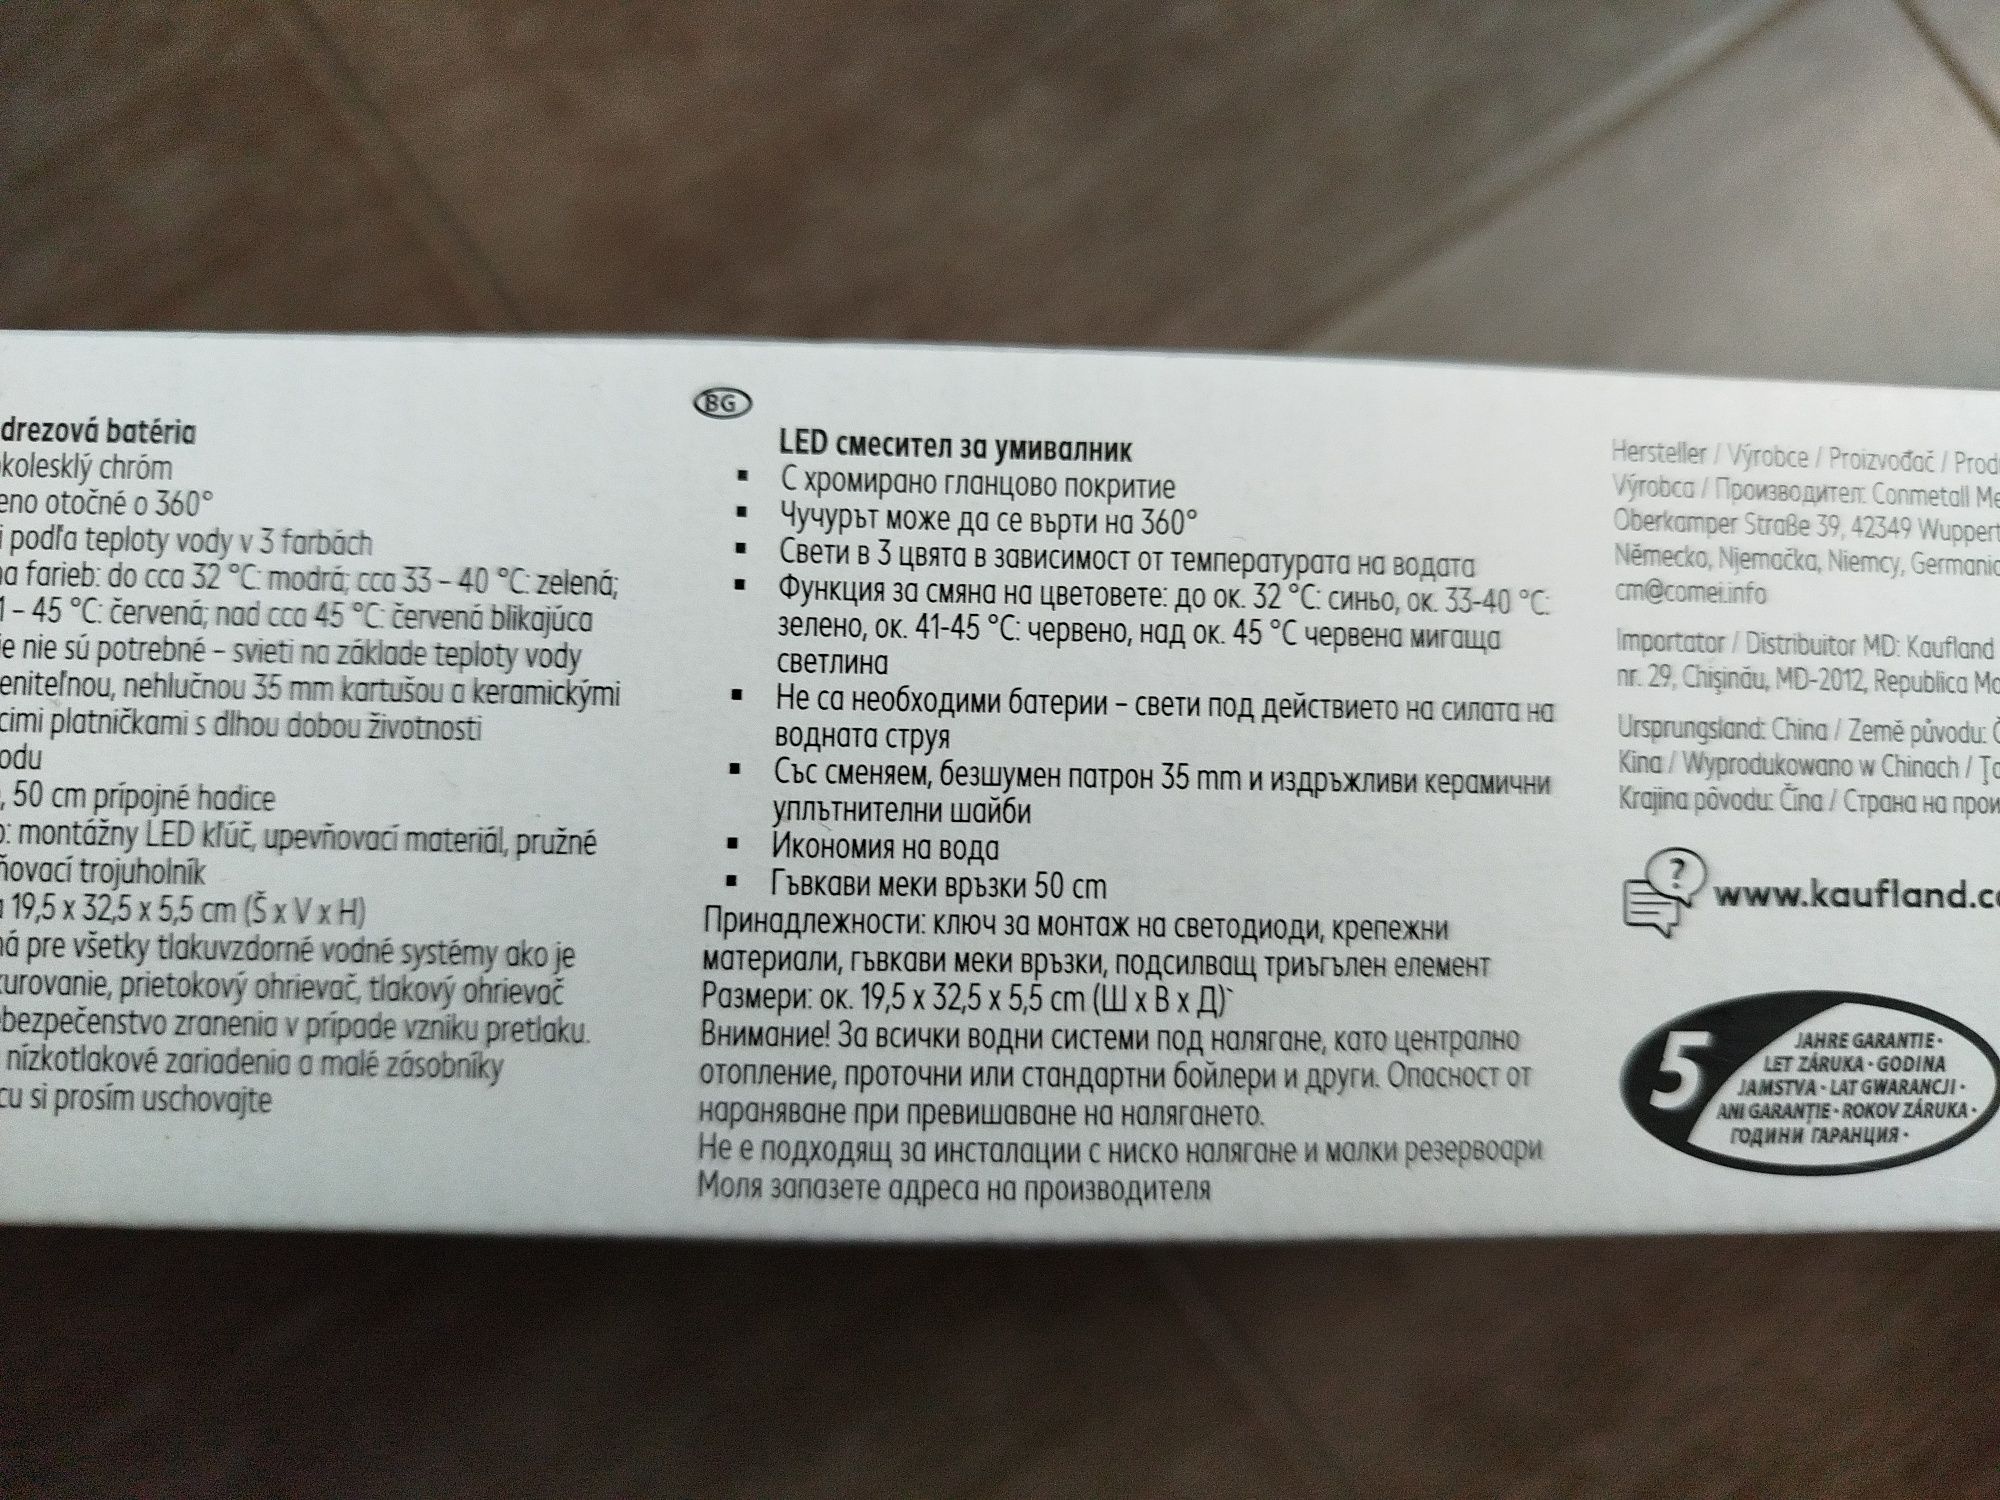 drezová batéria
kolesklý chróm
eno otočné o 360°
i podľa teploty vody v 3 farbách
na farieb: do cca 32 °C: modrá; cca 33 – 40 °C: zelená;
1 – 45 °C: červená; nad cca 45 °C: červená blikajúca
ie nie sú potrebné – svieti na základe teploty vody
eniteľnou, nehlučnou 35 mm kartušou a keramickými
cimi platničkami s dlhou dobou životnosti
odu
, 50 cm prípojné hadice
o: montážny LED kľúč, upevňovací materiál, pružné
ňovací trojuholník
a 19,5 x 32,5 x 5,5 cm (Š x V x H)
ná pre všetky tlakuvzdorné vodné systémy ako je
kurovanie, prietokový ohrievač, tlakový ohrievač
bezpečenstvo zranenia v prípade vzniku pretlaku.
nízkotlakové zariadenia a malé zásobníky
cu si prosím uschovajte
BG
LED смесител за умивалник
▪ С хромирано гланцово покритие
▪ Чучурът може да се върти на 360°
▪ Свети в 3 цвята в зависимост от температурата на водата
▪ Функция за смяна на цветовете: до ок. 32 °C: синьо, ок. 33-40 °C:
зелено, ок. 41-45 °C: червено, над ок. 45 °C червена мигаща
светлина
▪ Не са необходими батерии – свети под действието на силата на
водната струя
▪ Със сменяем, безшумен патрон 35 mm и издръжливи керамични
уплътнителни шайби
▪ Икономия на вода
▪ Гъвкави меки връзки 50 cm
Принадлежности: ключ за монтаж на светодиоди, крепежни
материали, гъвкави меки връзки, подсилващ триъгълен елемент
Размери: ок. 19,5 x 32,5 x 5,5 cm (Ш x В x Д)
Внимание! За всички водни системи под налягане, като централно
отопление, проточни или стандартни бойлери и други. Опасност от
нараняване при превишаване на налягането.
Не е подходящ за инсталации с ниско налягане и малки резервоари
Моля запазете адреса на производителя
Hersteller / Výrobce / Proizvođač / Prod
Výrobca / Производител: Conmetall Me
Oberkamper Straße 39, 42349 Wuppert
Německo, Njemačka, Niemcy, Germania
cm@comei.info
Importator / Distribuitor MD: Kaufland
nr. 29, Chișinău, MD-2012, Republica Mo
Ursprungsland: China / Země původu: Č
Kina / Wyprodukowano w Chinach / Ța
Krajina pôvodu: Čína / Страна на прои
? www.kaufland.c
5 JAHRE GARANTIE •
LET ZÁRUKA • GODINA
JAMSTVA • LAT GWARANCJI •
ANI GARANȚIE • ROKOV ZÁRUKA •
ГОДИНИ ГАРАНЦИЯ •